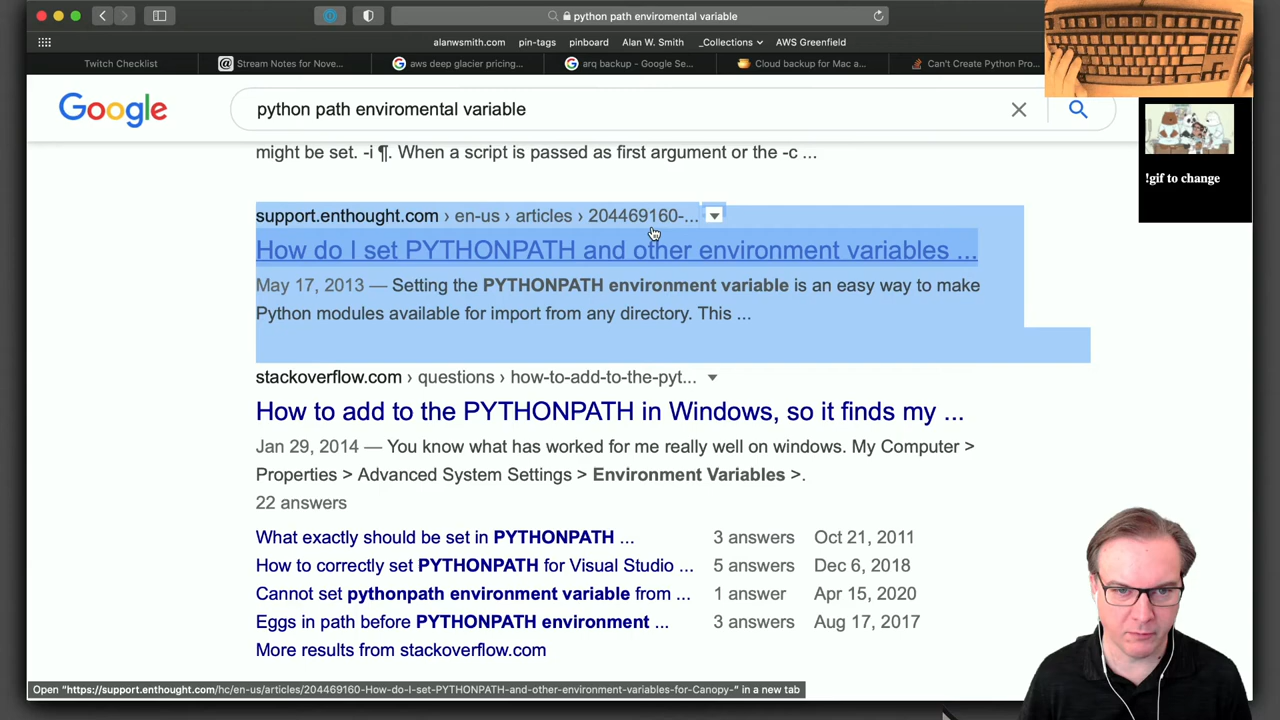 python path enviromental variable
alanwsmith.com pin-tags pinboard Alan W. Smith _Collections AWS Greenfield
Twitch Checklist @ Stream Notes for Nove... G aws deep glacier pricing... G arq backup - Google Se... Cloud backup for Mac a... Can't Create Python Pro...
Google python path enviromental variable
!gif to change
might be set. -i ¶. When a script is passed as first argument or the -c ...
support.enthought.com › en-us › articles › 204469160-...
How do I set PYTHONPATH and other environment variables ...
May 17, 2013 — Setting the PYTHONPATH environment variable is an easy way to make
Python modules available for import from any directory. This ...
stackoverflow.com › questions › how-to-add-to-the-pyt...
How to add to the PYTHONPATH in Windows, so it finds my ...
Jan 29, 2014 — You know what has worked for me really well on windows. My Computer >
Properties > Advanced System Settings > Environment Variables >.
22 answers
What exactly should be set in PYTHONPATH ... 3 answers Oct 21, 2011
How to correctly set PYTHONPATH for Visual Studio ... 5 answers Dec 6, 2018
Cannot set pythonpath environment variable from ... 1 answer Apr 15, 2020
Eggs in path before PYTHONPATH environment ... 3 answers Aug 17, 2017
More results from stackoverflow.com
Open "https://support.enthought.com/hc/en-us/articles/204469160-How-do-I-set-PYTHONPATH-and-other-environment-variables-for-Canopy-" in a new tab